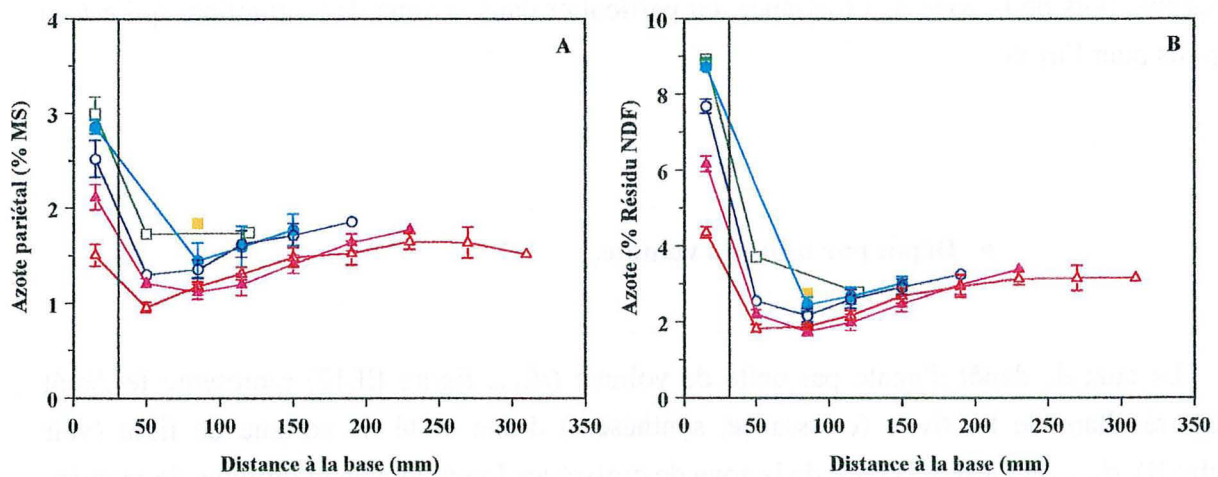 A
Azote pariétal (% MS)
4
3
2
1
0
0 50 100 150 200 250 300 350
Distance à la base (mm)
B
Azote (% Résidu NDF)
10
8
6
4
2
0
0 50 100 150 200 250 300 350
Distance à la base (mm)